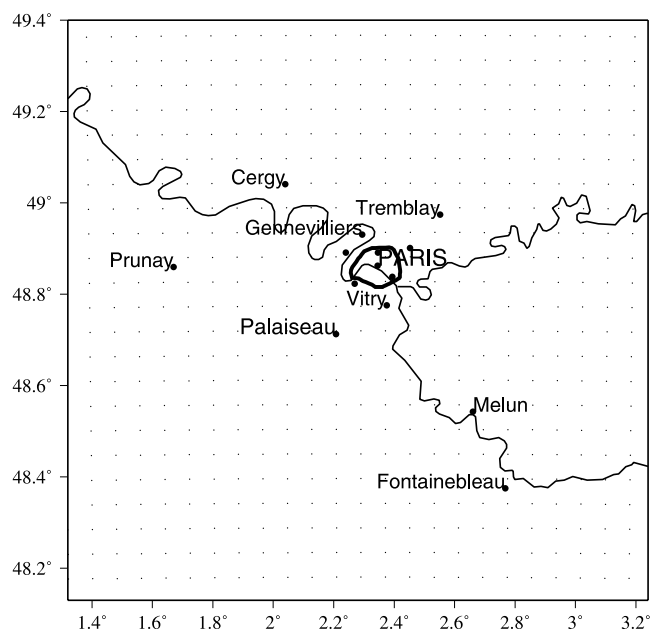 49.4°
49.2°
Cergy
49°
Tremblay
Gennevilliers
PARIS
Prunay
48.8°
Vitry
Palaiseau
48.6°
Melun
Fontainebleau
48.4°
48.2°
1.4° 1.6° 1.8° 2° 2.2° 2.4° 2.6° 2.8° 3° 3.2°